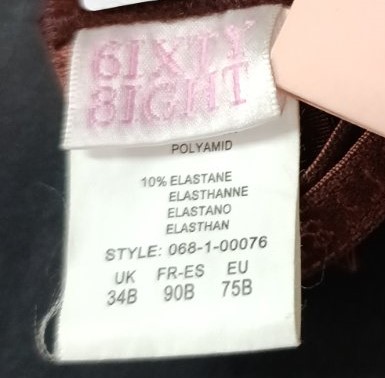 6IXTY
8IGHT
POLYAMID
10% ELASTANE
ELASTHANNE
ELASTANO
ELASTHAN
STYLE: 068-1-00076
UK FR-ES EU
34B 90B 75B